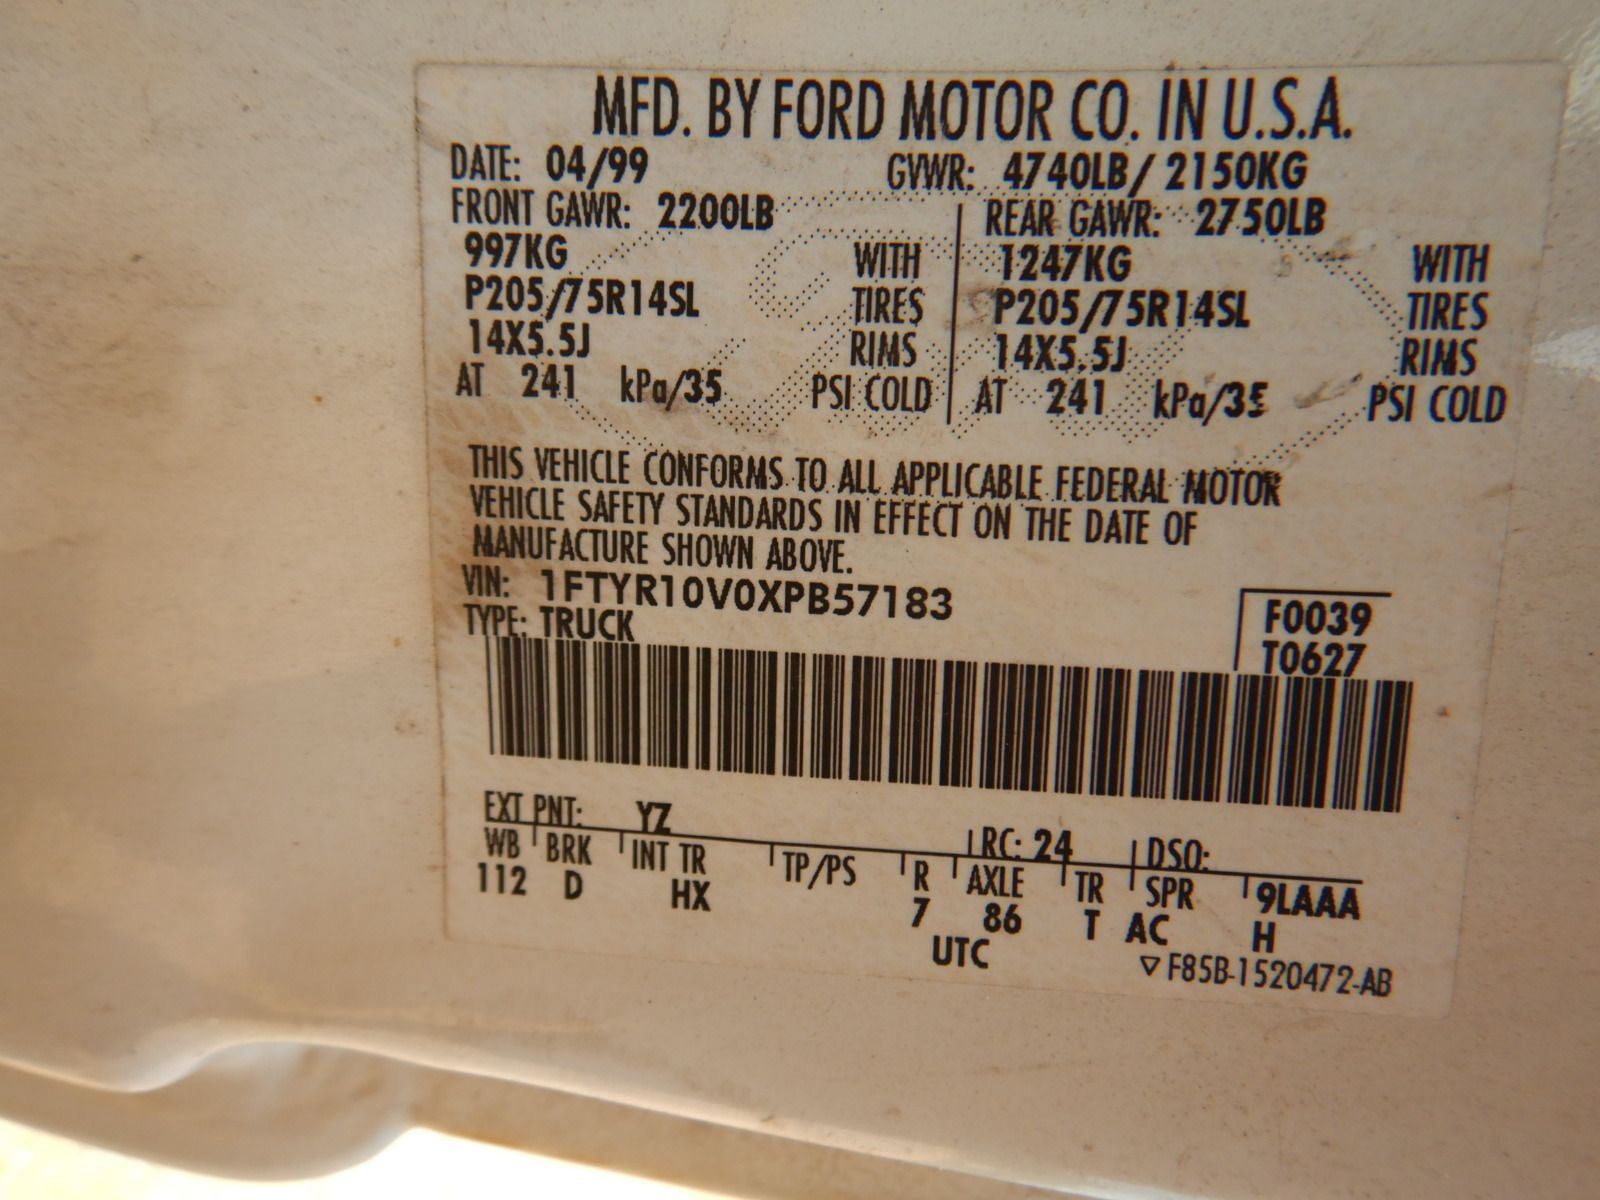 MFD. BY FORD MOTOR CO. IN U.S.A.
DATE: 04/99 GVWR: 4740LB/ 2150KG
FRONT GAWR: 2200LB REAR GAWR: 2750LB
997KG WITH 1247KG WITH
P205/75R14SL TIRES P205/75R14SL TIRES
14X5.5J RIMS 14X5.5J RIMS
AT 241 kPa/35 PSI COLD AT 241 kPa/35 PSI COLD
THIS VEHICLE CONFORMS TO ALL APPLICABLE FEDERAL MOTOR
VEHICLE SAFETY STANDARDS IN EFFECT ON THE DATE OF
MANUFACTURE SHOWN ABOVE.
VIN: 1FTYR10V0XPB57183 F0039
TYPE: TRUCK T0627
EXT PNT: YZ RC: 24 DSO:
WB BRK INT TR TP/PS R AXLE TR SPR 9LAAA
112 D HX 7 86 T AC H
UTC F85B-1520472-AB